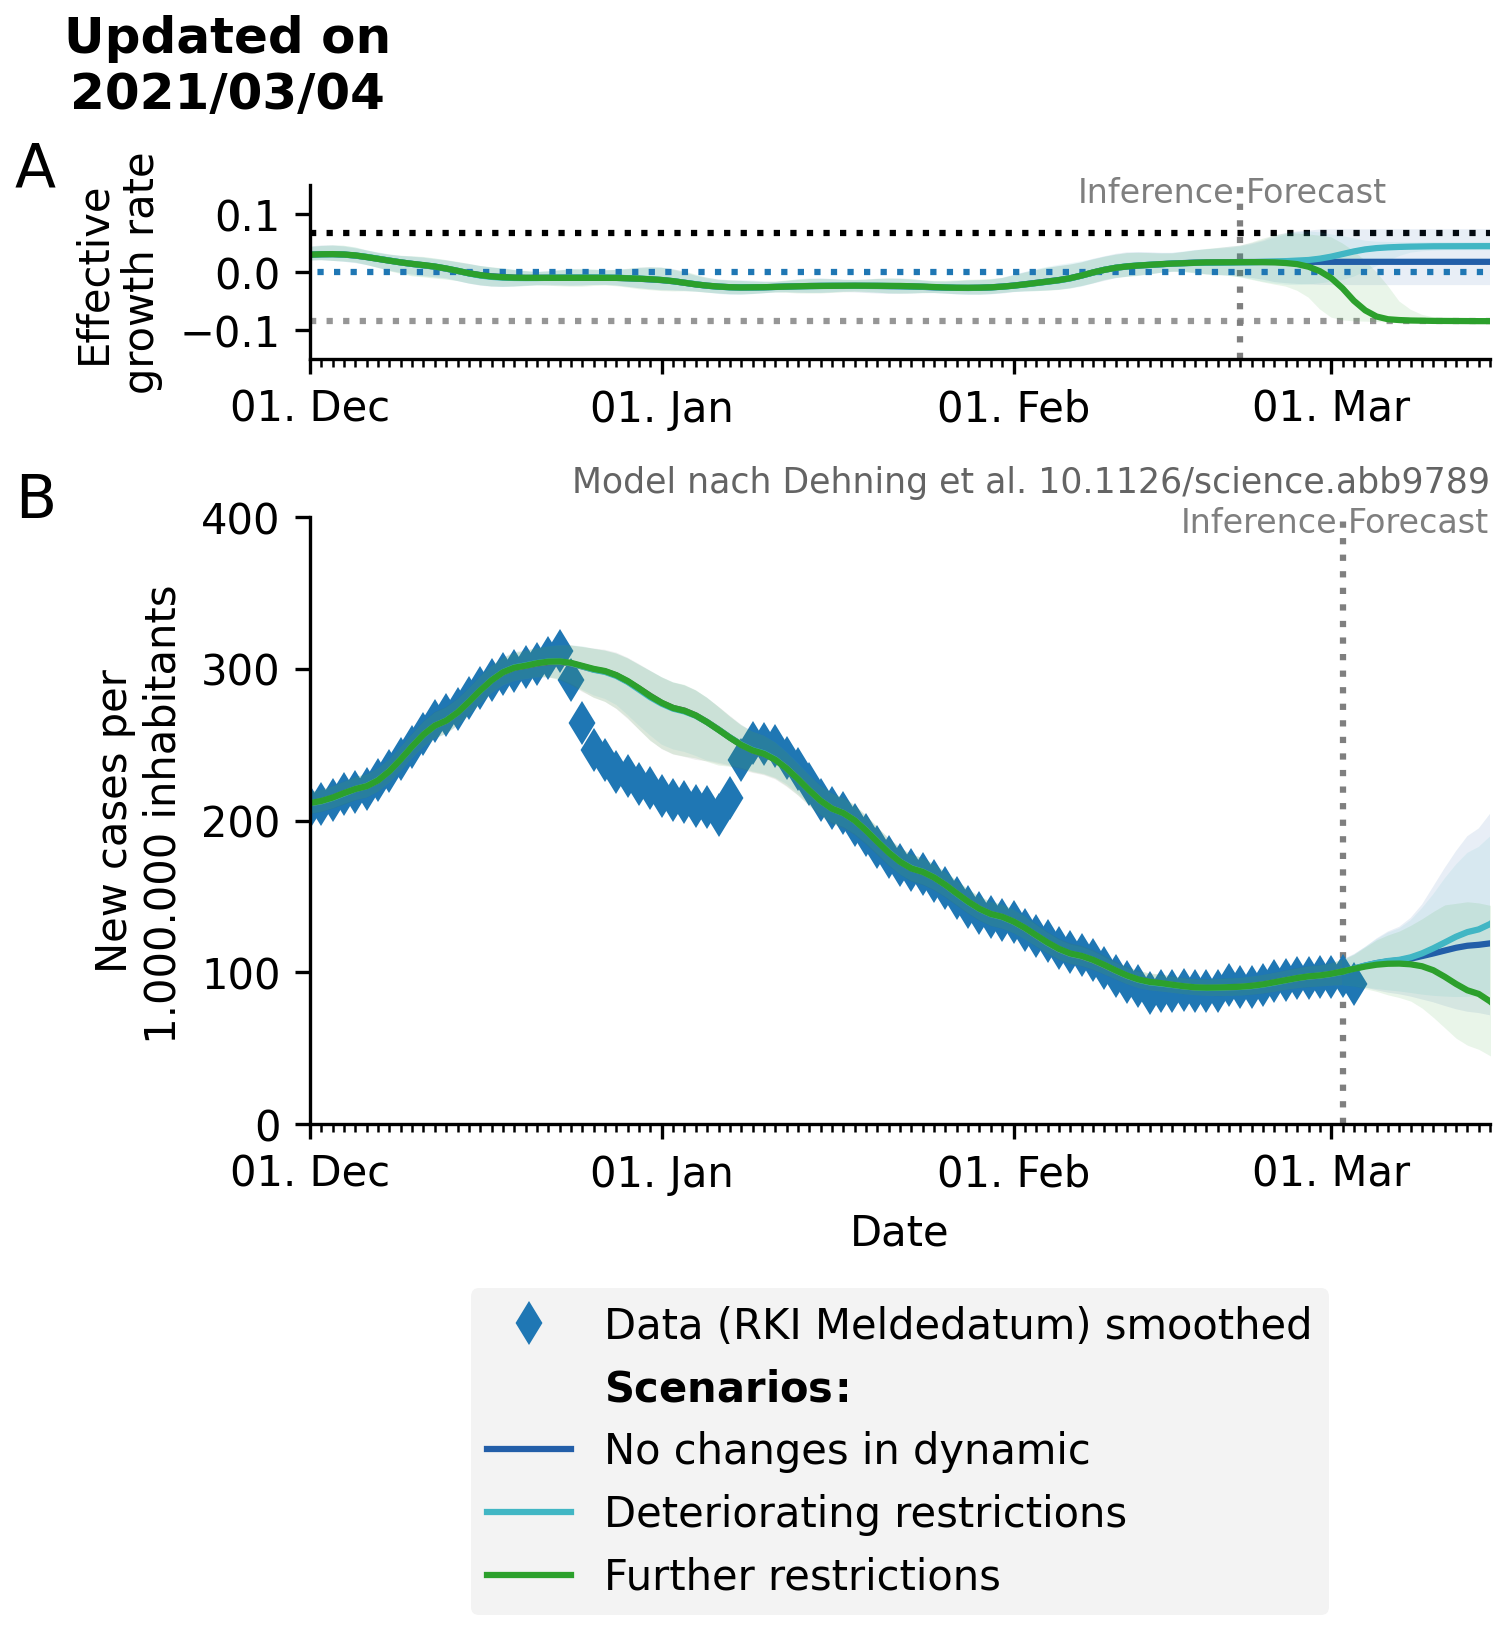 Updated on
2021/03/04
A
Effective
growth rate
0.1
0.0
−0.1
Inference Forecast
01. Dec 01. Jan 01. Feb 01. Mar
B
Model nach Dehning et al. 10.1126/science.abb9789
Inference Forecast
New cases per
1.000.000 inhabitants
400
300
200
100
0
01. Dec 01. Jan 01. Feb 01. Mar
Date
Data (RKI Meldedatum) smoothed
Scenarios:
No changes in dynamic
Deteriorating restrictions
Further restrictions